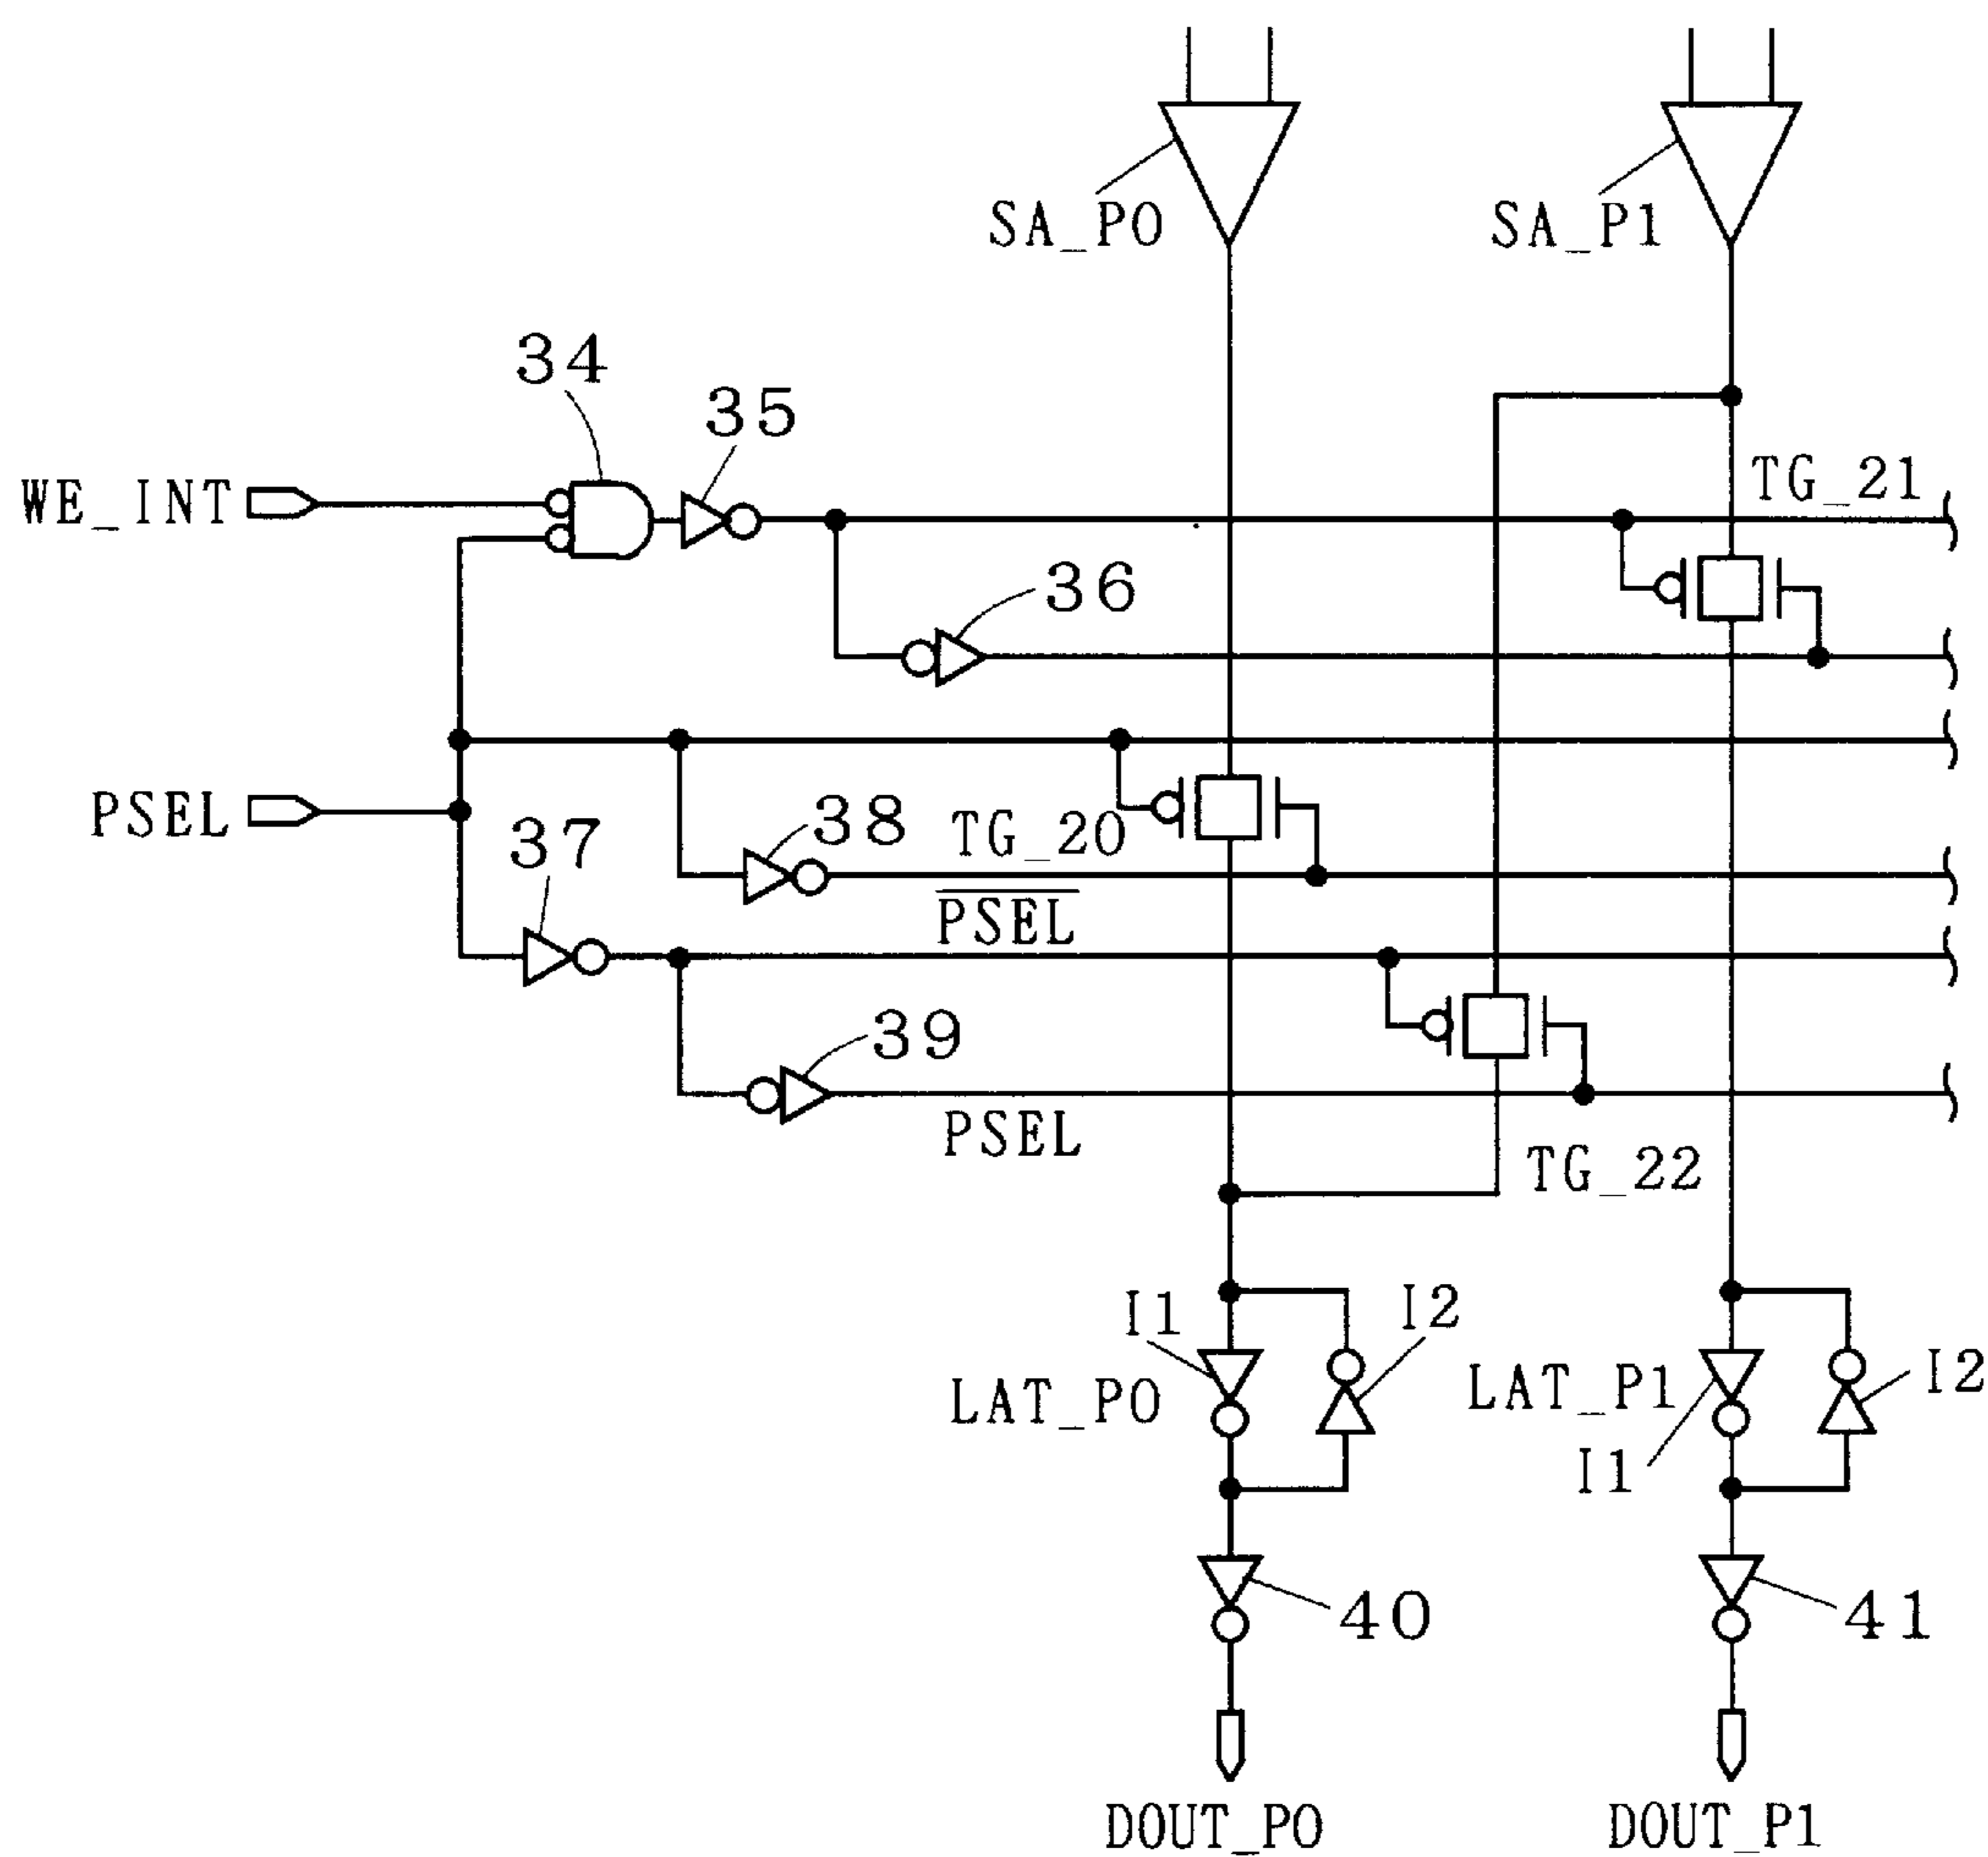 SA_P0
SA_P1
34
35
WE_INT
TG_21
36
PSEL
37
38
TG_20
P̅S̅E̅L̅
39
PSEL
TG_22
I1
I2
LAT_P0
LAT_P1
I2
I1
40
41
DOUT_P0
DOUT_P1